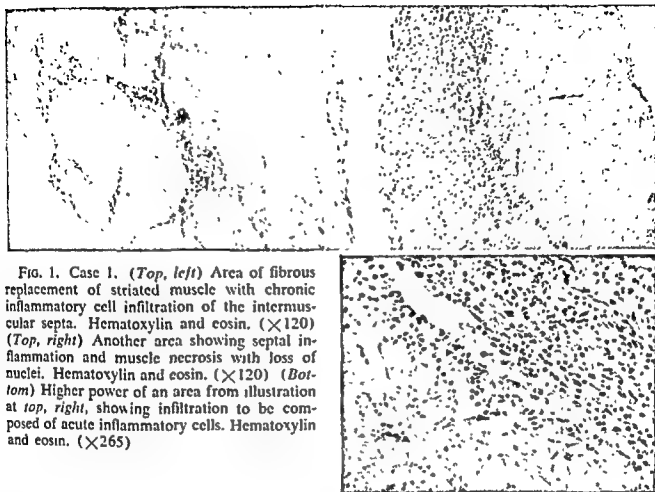 FIG. 1. Case 1. (Top, left) Area of fibrous
replacement of striated muscle with chronic
inflammatory cell infiltration of the intermus-
cular septa. Hematoxylin and eosin. (×120)
(Top, right) Another area showing septal in-
flammation and muscle necrosis with loss of
nuclei. Hematoxylin and eosin. (×120) (Bot-
tom) Higher power of an area from illustration
at top, right, showing infiltration to be com-
posed of acute inflammatory cells. Hematoxylin
and eosin. (×265)